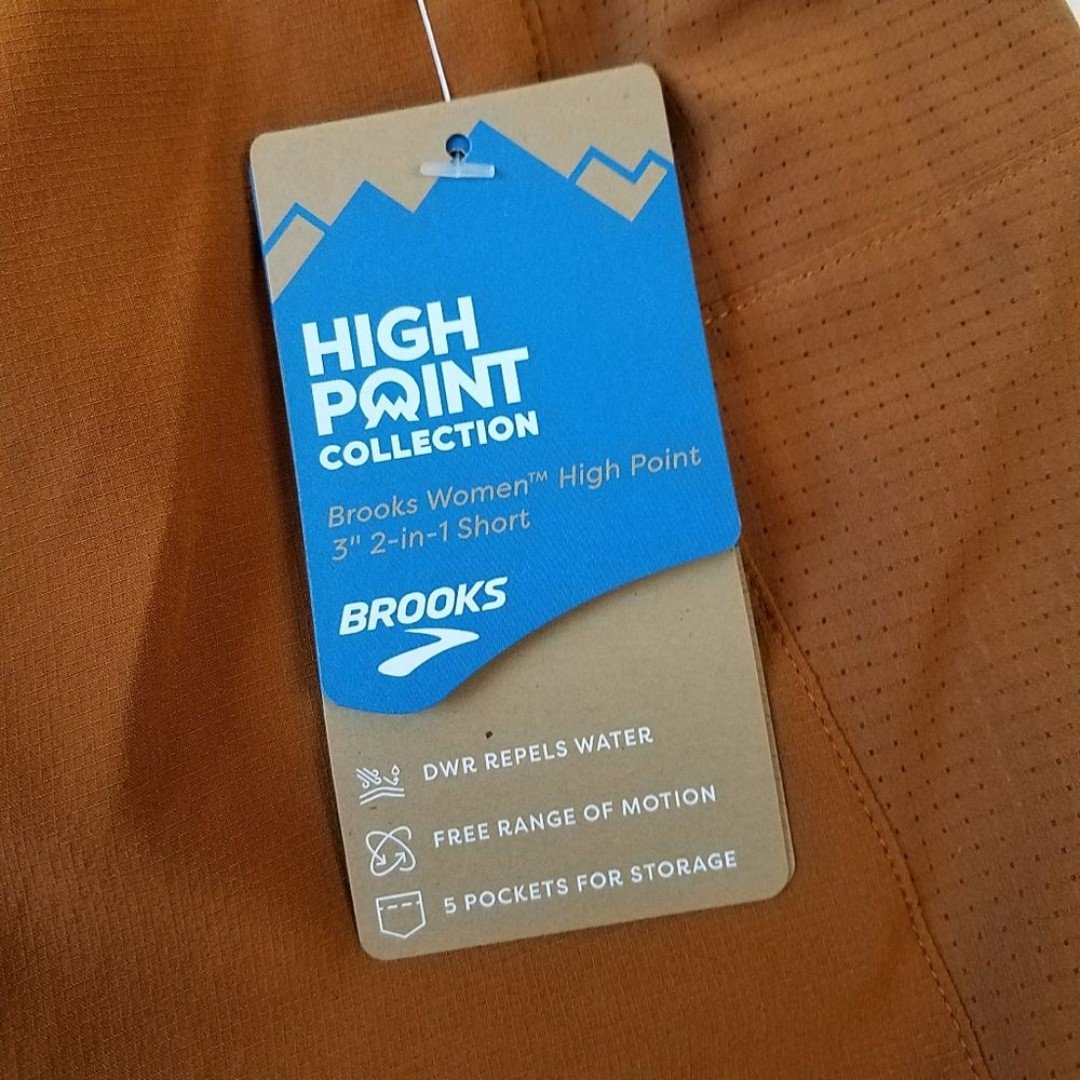 HIGH
POINT
COLLECTION
Brooks Women™ High Point
3" 2-in-1 Short
BROOKS
DWR REPELS WATER
FREE RANGE OF MOTION
5 POCKETS FOR STORAGE